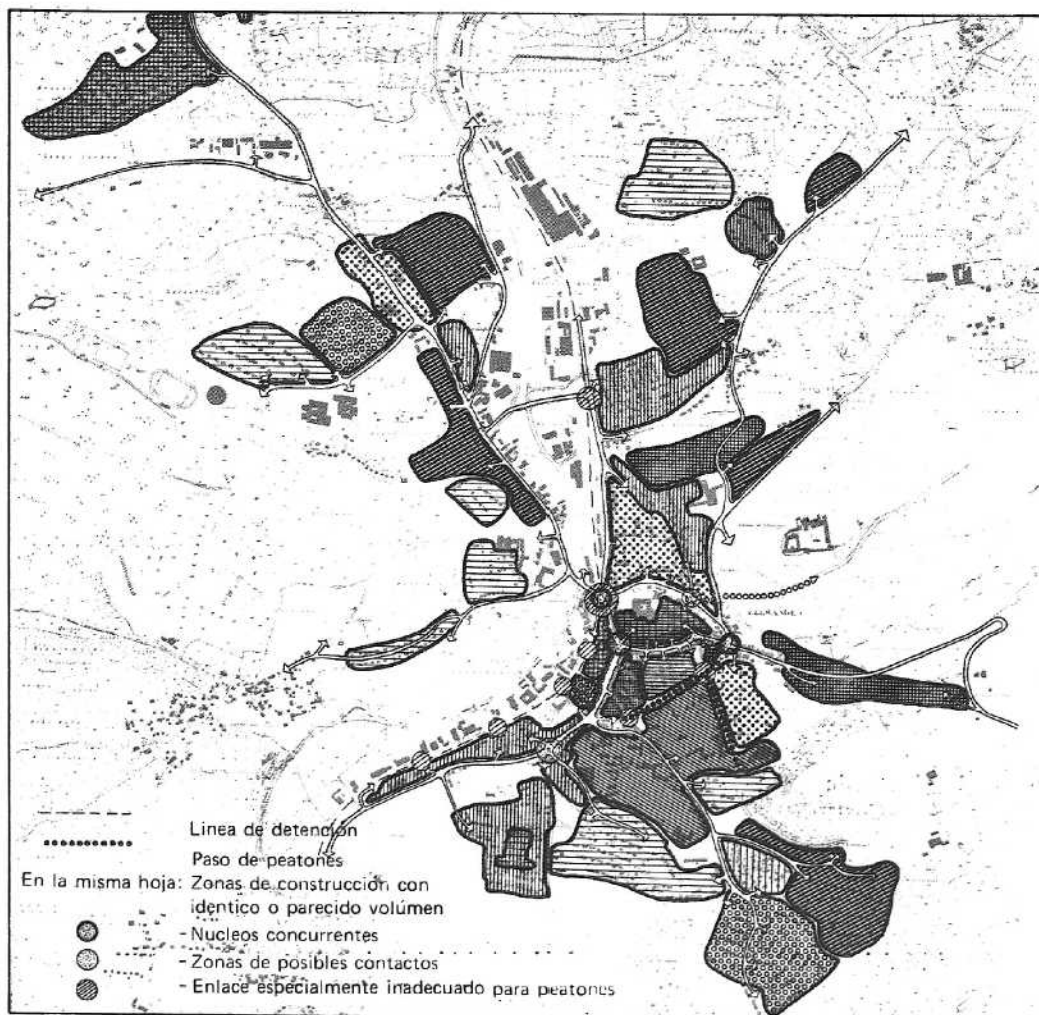 Linea de detención
Paso de peatones
En la misma hoja: Zonas de construcción con
identico o parecido volúmen
- Nucleos concurrentes
- Zonas de posibles contactos
- Enlace especialmente inadecuado para peatones